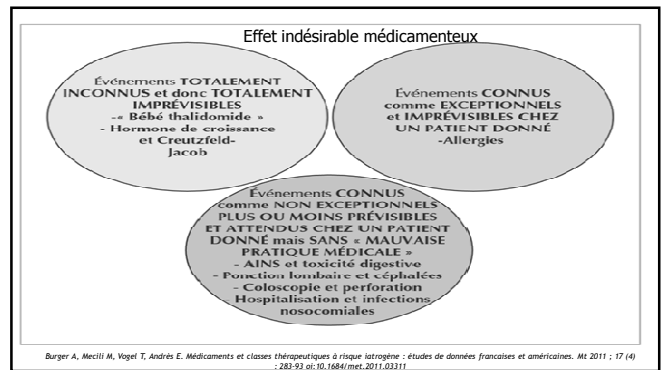 Effet indésirable médicamenteux
Événements TOTALEMENT
INCONNUS et donc TOTALEMENT
IMPRÉVISIBLES
-« Bébé thalidomide »
- Hormone de croissance
et Creutzfeld-
Jacob
Événements CONNUS
comme EXCEPTIONNELS
et IMPRÉVISIBLES CHEZ
UN PATIENT DONNÉ
-Allergies
Événements CONNUS
comme NON EXCEPTIONNELS
PLUS OU MOINS PRÉVISIBLES
ET ATTENDUS CHEZ UN PATIENT
DONNÉ mais SANS « MAUVAISE
PRATIQUE MÉDICALE »
- AINS et toxicité digestive
- Ponction lombaire et céphalées
- Coloscopie et perforation
- Hospitalisation et infections
nosocomiales
Burger A, Mecili M, Vogel T, Andrès E. Médicaments et classes thérapeutiques à risque iatrogène : études de données francaises et américaines. Mt 2011 ; 17 (4)
: 283-93 oi:10.1684/met.2011.03311